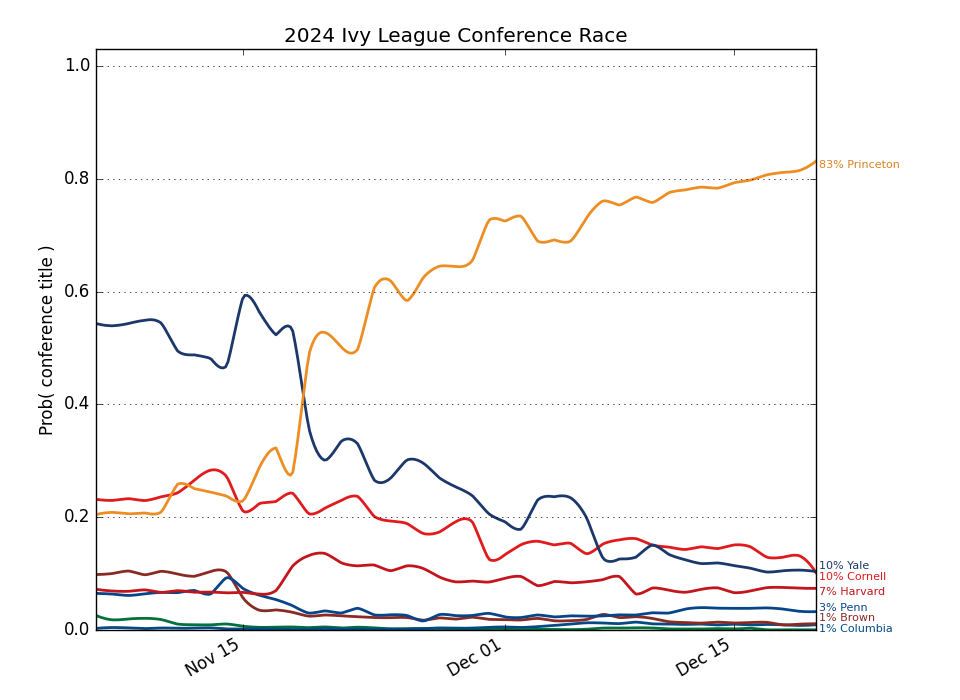 2024 Ivy League Conference Race
Prob( conference title )
1.0
0.8
0.6
0.4
0.2
0.0
Nov 15
Dec 01
Dec 15
83% Princeton
10% Yale
10% Cornell
7% Harvard
3% Penn
1% Brown
1% Columbia